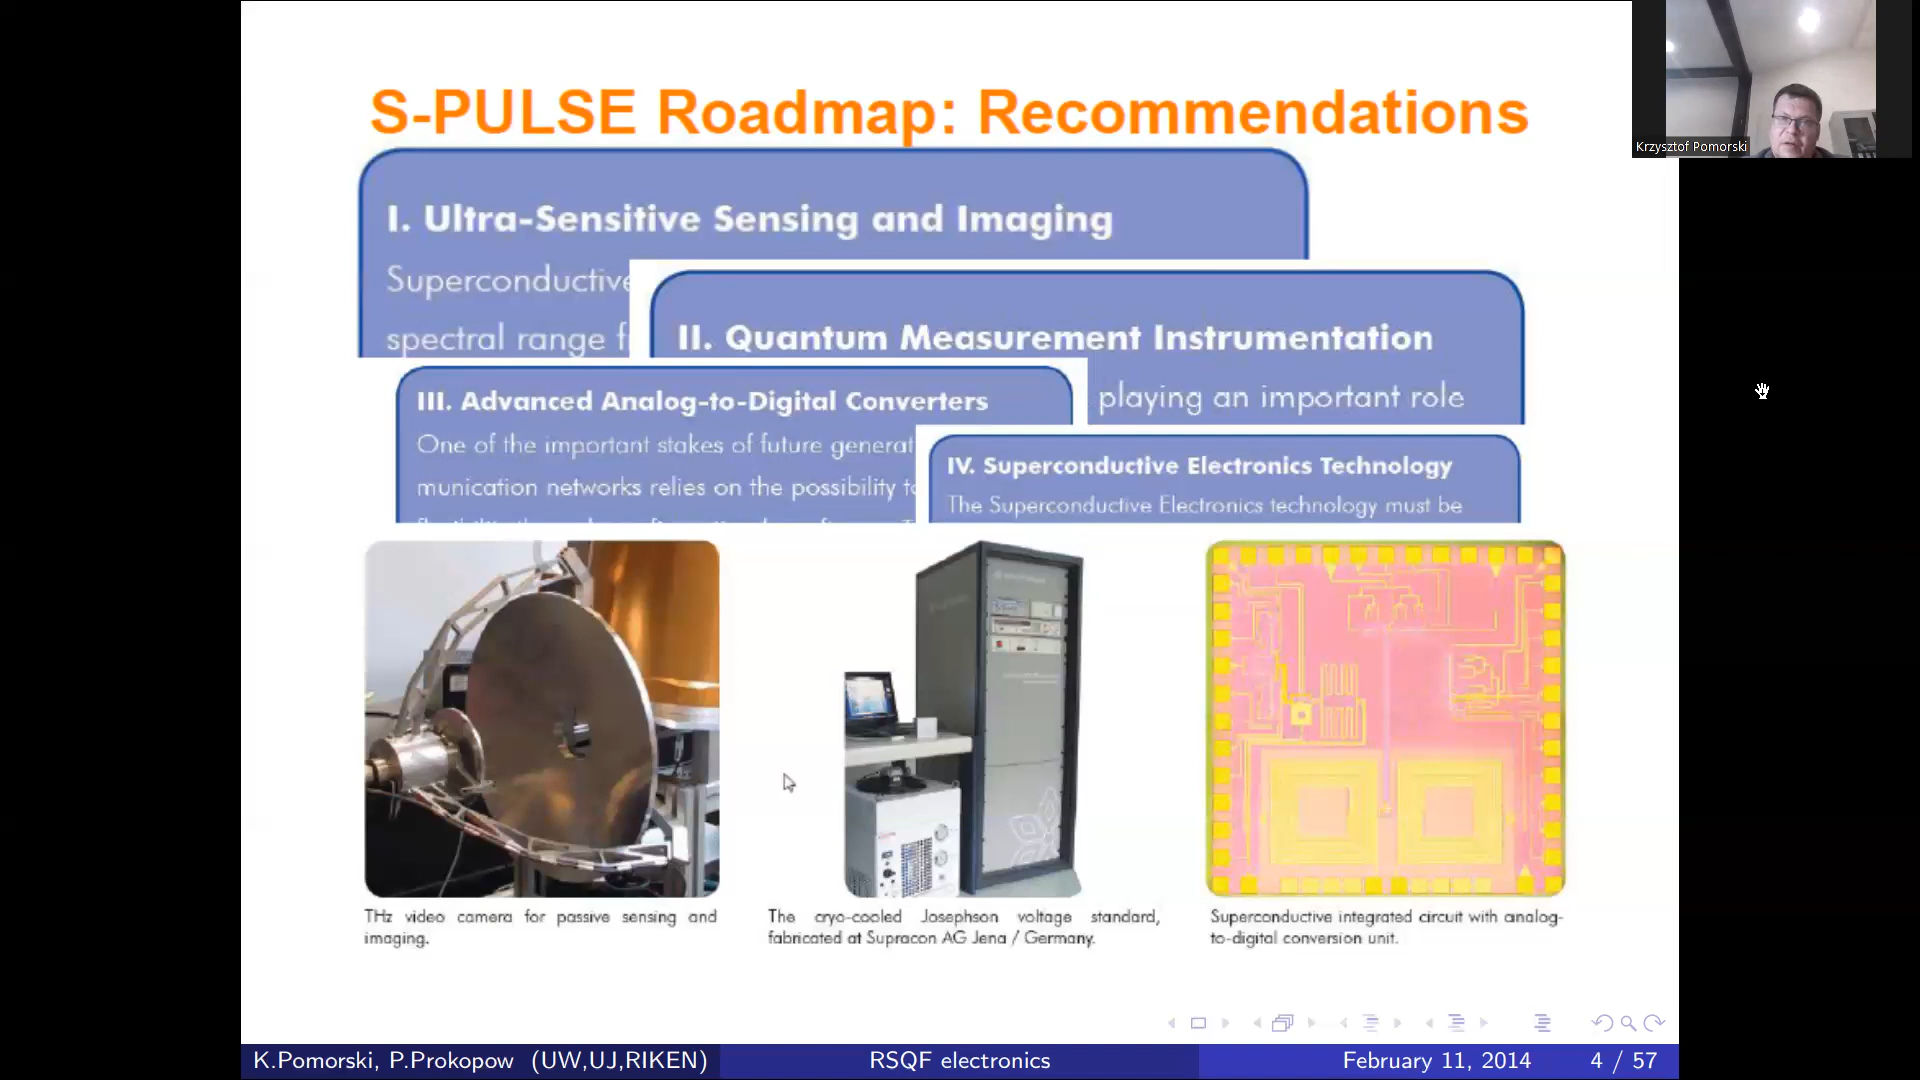 S-PULSE Roadmap: Recommendations
Krzysztof Pomorski
I. Ultra-Sensitive Sensing and Imaging
Superconductive
spectral range f
II. Quantum Measurement Instrumentation
playing an important role
III. Advanced Analog-to-Digital Converters
One of the important stakes of future generat
munication networks relies on the possibility to
IV. Superconductive Electronics Technology
The Superconductive Electronics technology must be
THz video camera for passive sensing and
imaging.
The cryo-cooled Josephson voltage standard,
fabricated at Supracon AG Jena / Germany.
Superconductive integrated circuit with analog-
to-digital conversion unit.
K.Pomorski, P.Prokopow (UW,UJ,RIKEN)
RSQF electronics
February 11, 2014
4 / 57